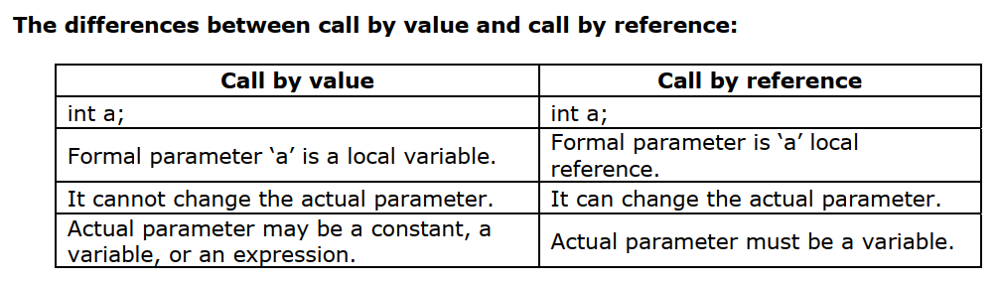 The differences between call by value and call by reference:
Call by value
Call by reference
int a;
int a;
Formal parameter ‘a’ is a local variable.
Formal parameter is ‘a’ local
reference.
It cannot change the actual parameter.
It can change the actual parameter.
Actual parameter may be a constant, a
variable, or an expression.
Actual parameter must be a variable.